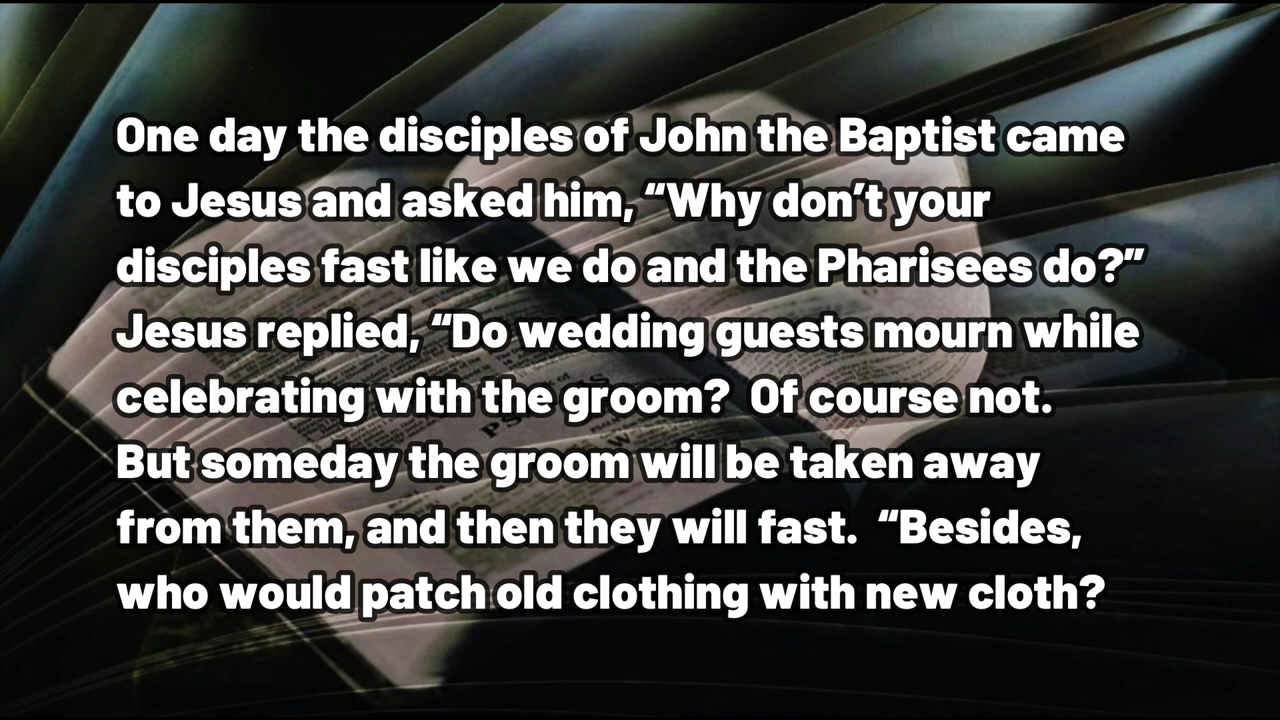 One day the disciples of John the Baptist came
to Jesus and asked him, “Why don’t your
disciples fast like we do and the Pharisees do?”
Jesus replied, “Do wedding guests mourn while
celebrating with the groom?  Of course not.
But someday the groom will be taken away
from them, and then they will fast.  “Besides,
who would patch old clothing with new cloth?